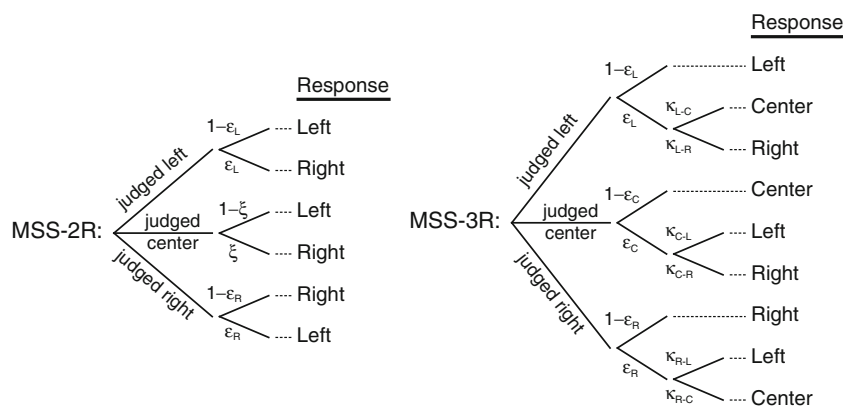 Response
1–εL
Left
judged left
εL
Right
1–ξ
Left
MSS-2R:
judged
center
ξ
Right
judged right
1–εR
Right
εR
Left
Response
1–εL
Left
judged left
εL
κL-C
Center
κL-R
Right
1–εC
Center
MSS-3R:
judged
center
εC
κC-L
Left
κC-R
Right
judged right
1–εR
Right
εR
κR-L
Left
κR-C
Center